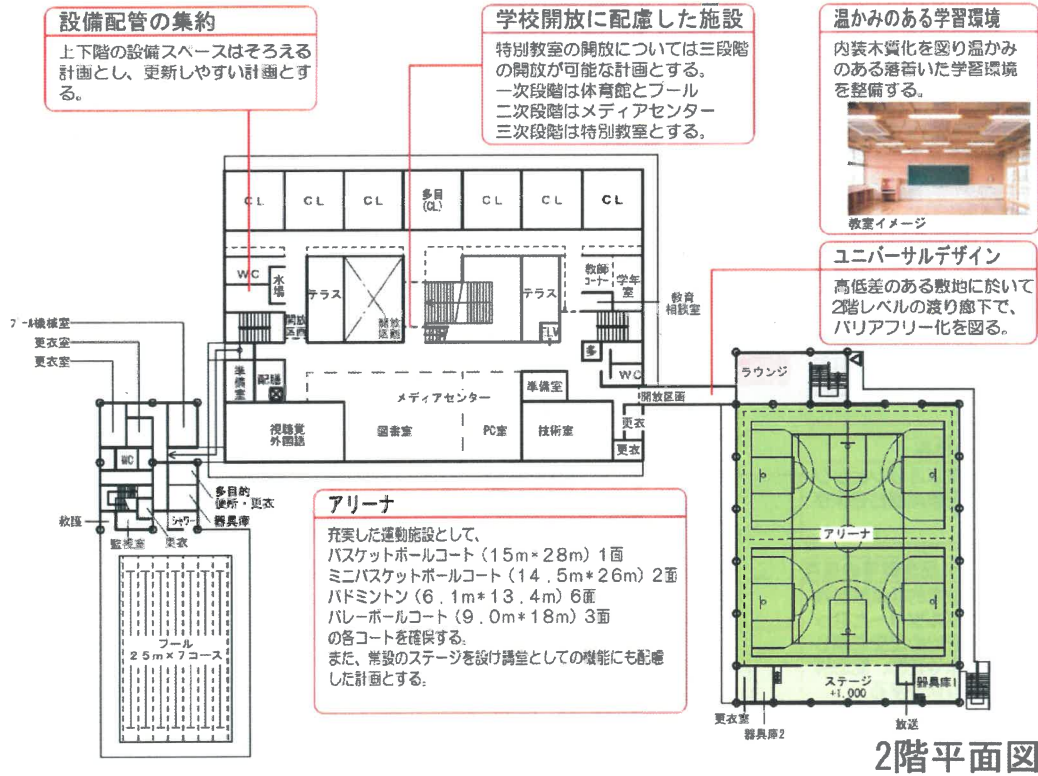 設備配管の集約
上下階の設備スペースはそろえる
計画とし、更新しやすい計画とす
る。
学校開放に配慮した施設
特別教室の開放については三段階
の開放が可能な計画とする。
一次段階は体育館とプール
二次段階はメディアセンター
三次段階は特別教室とする。
温かみのある学習環境
内装木質化を図り温かみ
のある落着いた学習環境
を整備する。
教室イメージ
ユニバーサルデザイン
高低差のある敷地に於いて
2階レベルの渡り廊下で、
バリアフリー化を図る。
CL
CL
CL
多目
(CL)
CL
CL
CL
WC
水場
テラス
開放
区画
開放
区画
テラス
ELV
教師
コーナー
学年
室
教育
相談室
多
WC
準備室
配膳
メディアセンター
準備室
開放区画
視聴覚
外国語
図書室
PC室
技術室
更衣
更衣
プール機械室
更衣室
更衣室
WC
多目的
便所・更衣
器具庫
シャワー
救護
監視室
更衣
プール
25m×7コース
アリーナ
充実した運動施設として、
バスケットボールコート(15m*28m)1面
ミニバスケットボールコート(14.5m*26m)2面
バドミントン(6.1m*13.4m)6面
バレーボールコート(9.0m*18m)3面
の各コートを確保する。
また、常設のステージを設け講堂としての機能にも配慮
した計画とする。
ラウンジ
アリーナ
ステージ
+1,000
器具庫1
更衣室
器具庫2
放送
2階平面図